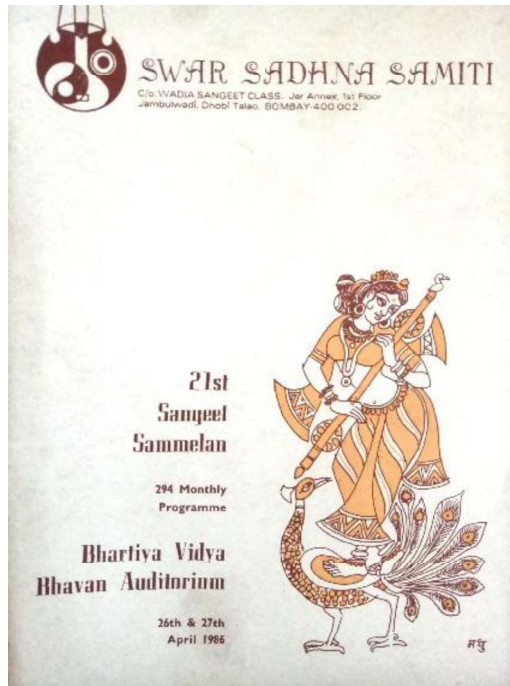 SWAR SADHNA SAMITI
C/o. WADIA SANGEET CLASS. Jer Annex, 1st Floor
Jambulwadi, Dhobi Talao, BOMBAY-400 002.
21st
Sangeet
Sammelan
294 Monthly
Programme
Bhartiya Vidya
Bhavan Auditorium
26th & 27th
April 1986
मधु